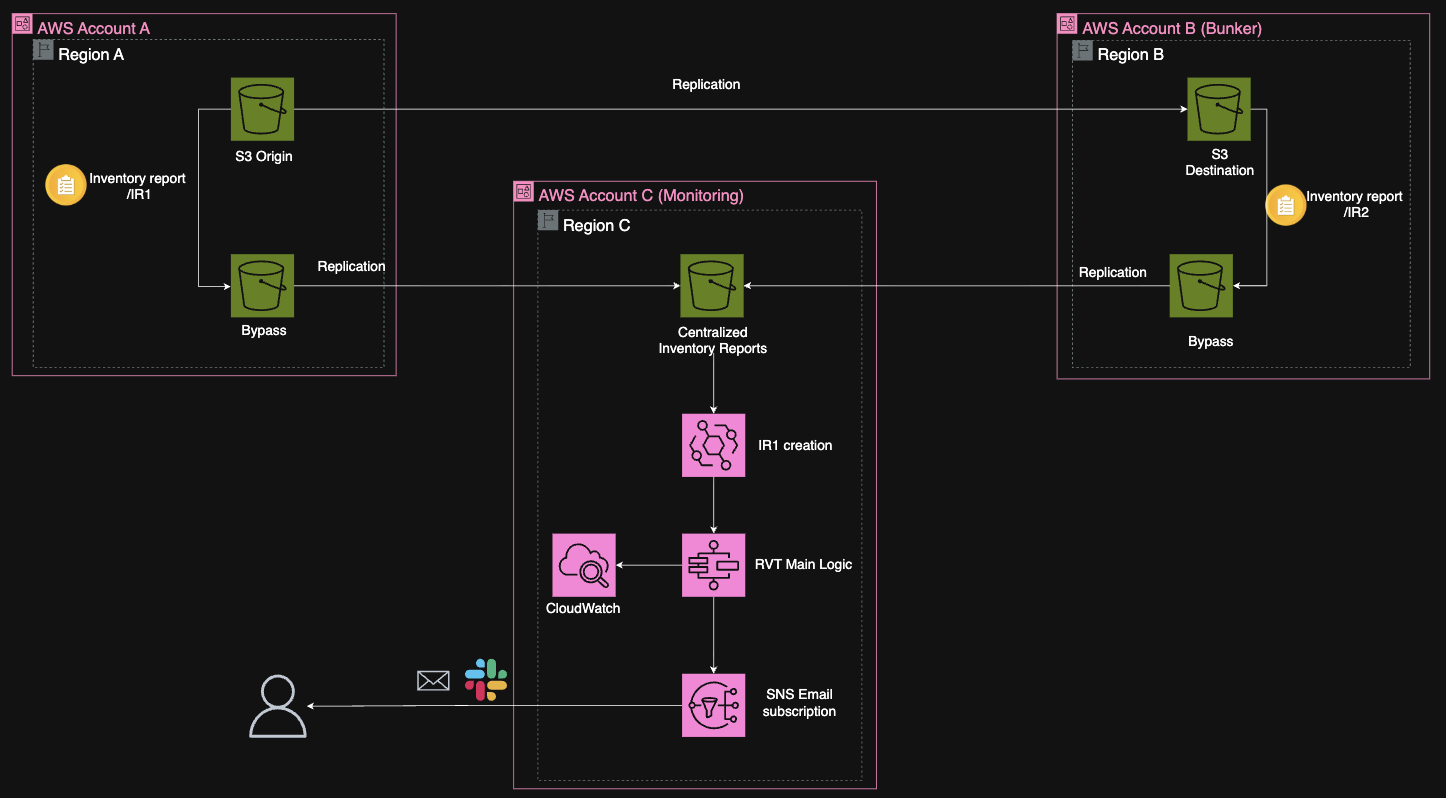 AWS Account A
Region A
S3 Origin
Inventory report
/IR1
Bypass
Replication
Replication
AWS Account B (Bunker)
Region B
S3
Destination
Inventory report
/IR2
Replication
Bypass
AWS Account C (Monitoring)
Region C
Centralized
Inventory Reports
IR1 creation
RVT Main Logic
CloudWatch
SNS Email
subscription